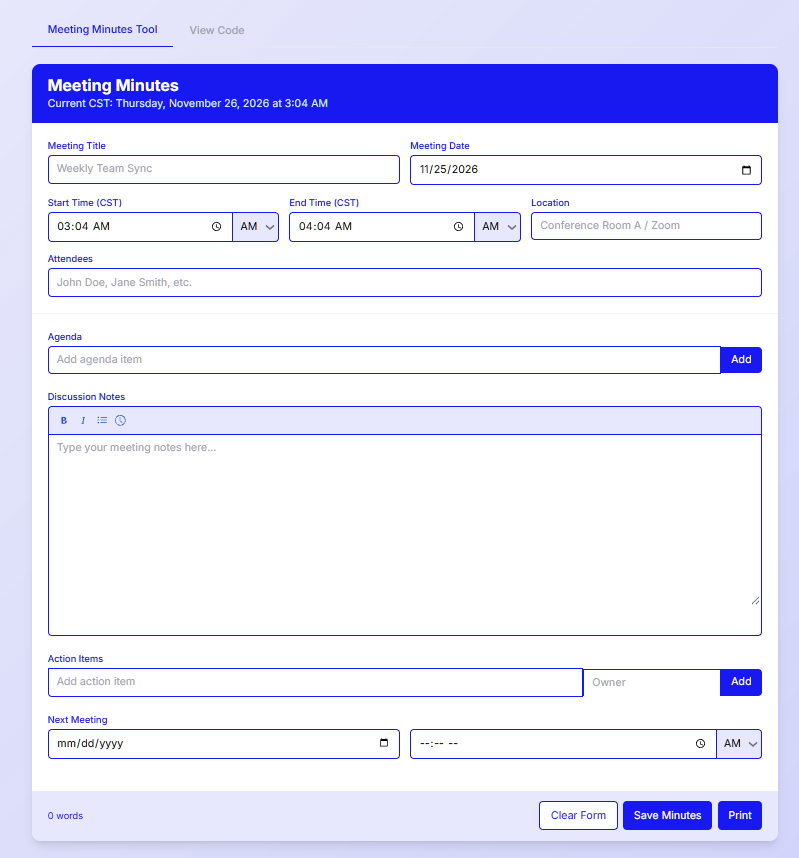 Meeting Minutes Tool View Code
Meeting Minutes
Current CST: Thursday, November 26, 2026 at 3:04 AM
Meeting Title Meeting Date
Weekly Team Sync 11/25/2026
Start Time (CST) End Time (CST) Location
03:04 AM AM 04:04 AM AM Conference Room A / Zoom
Attendees
John Doe, Jane Smith, etc.
Agenda
Add agenda item Add
Discussion Notes
B I
Type your meeting notes here...
Action Items
Add action item Owner Add
Next Meeting
mm/dd/yyyy --:-- -- AM
0 words Clear Form Save Minutes Print